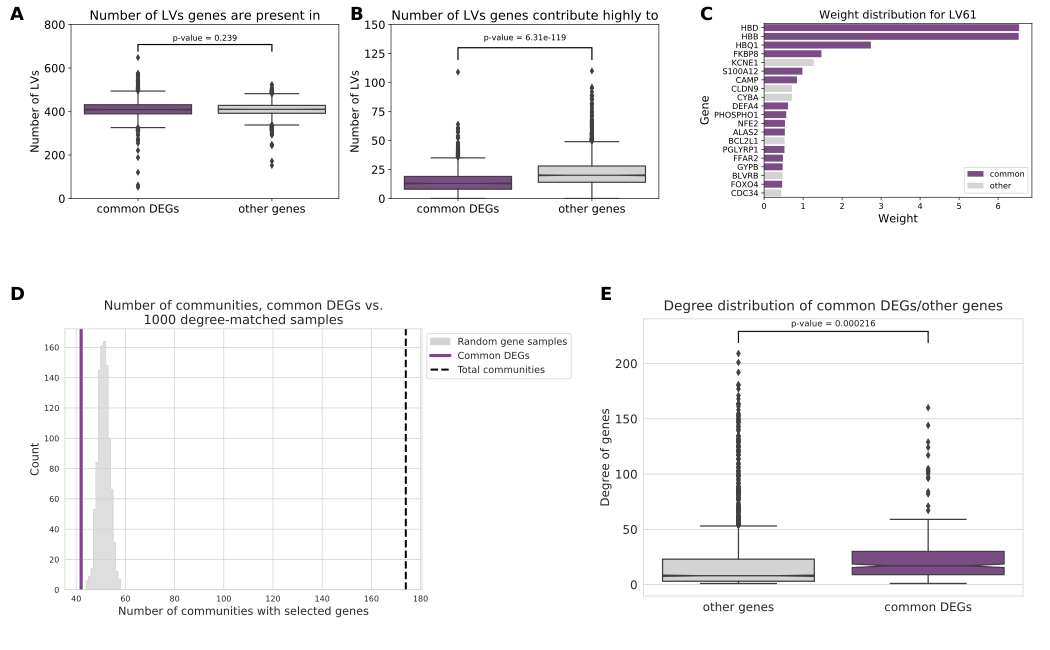 A
Number of LVs genes are present in
p-value = 0.239
Number of LVs
800
600
400
200
0
common DEGs
other genes
B
Number of LVs genes contribute highly to
p-value = 6.31e-119
Number of LVs
150
125
100
75
50
25
0
common DEGs
other genes
C
Weight distribution for LV61
Gene
HBD
HBB
HBQ1
FKBP8
KCNE1
S100A12
CAMP
CLDN9
CYBA
DEFA4
PHOSPHO1
NFE2
ALAS2
BCL2L1
PGLYRP1
FFAR2
GYPB
BLVRB
FOXO4
CDC34
common
other
0 1 2 3 4 5 6
Weight
D
Number of communities, common DEGs vs.
1000 degree-matched samples
Count
160
140
120
100
80
60
40
20
0
40 60 80 100 120 140 160 180
Number of communities with selected genes
Random gene samples
Common DEGs
Total communities
E
Degree distribution of common DEGs/other genes
p-value = 0.000216
Degree of genes
200
150
100
50
0
other genes
common DEGs